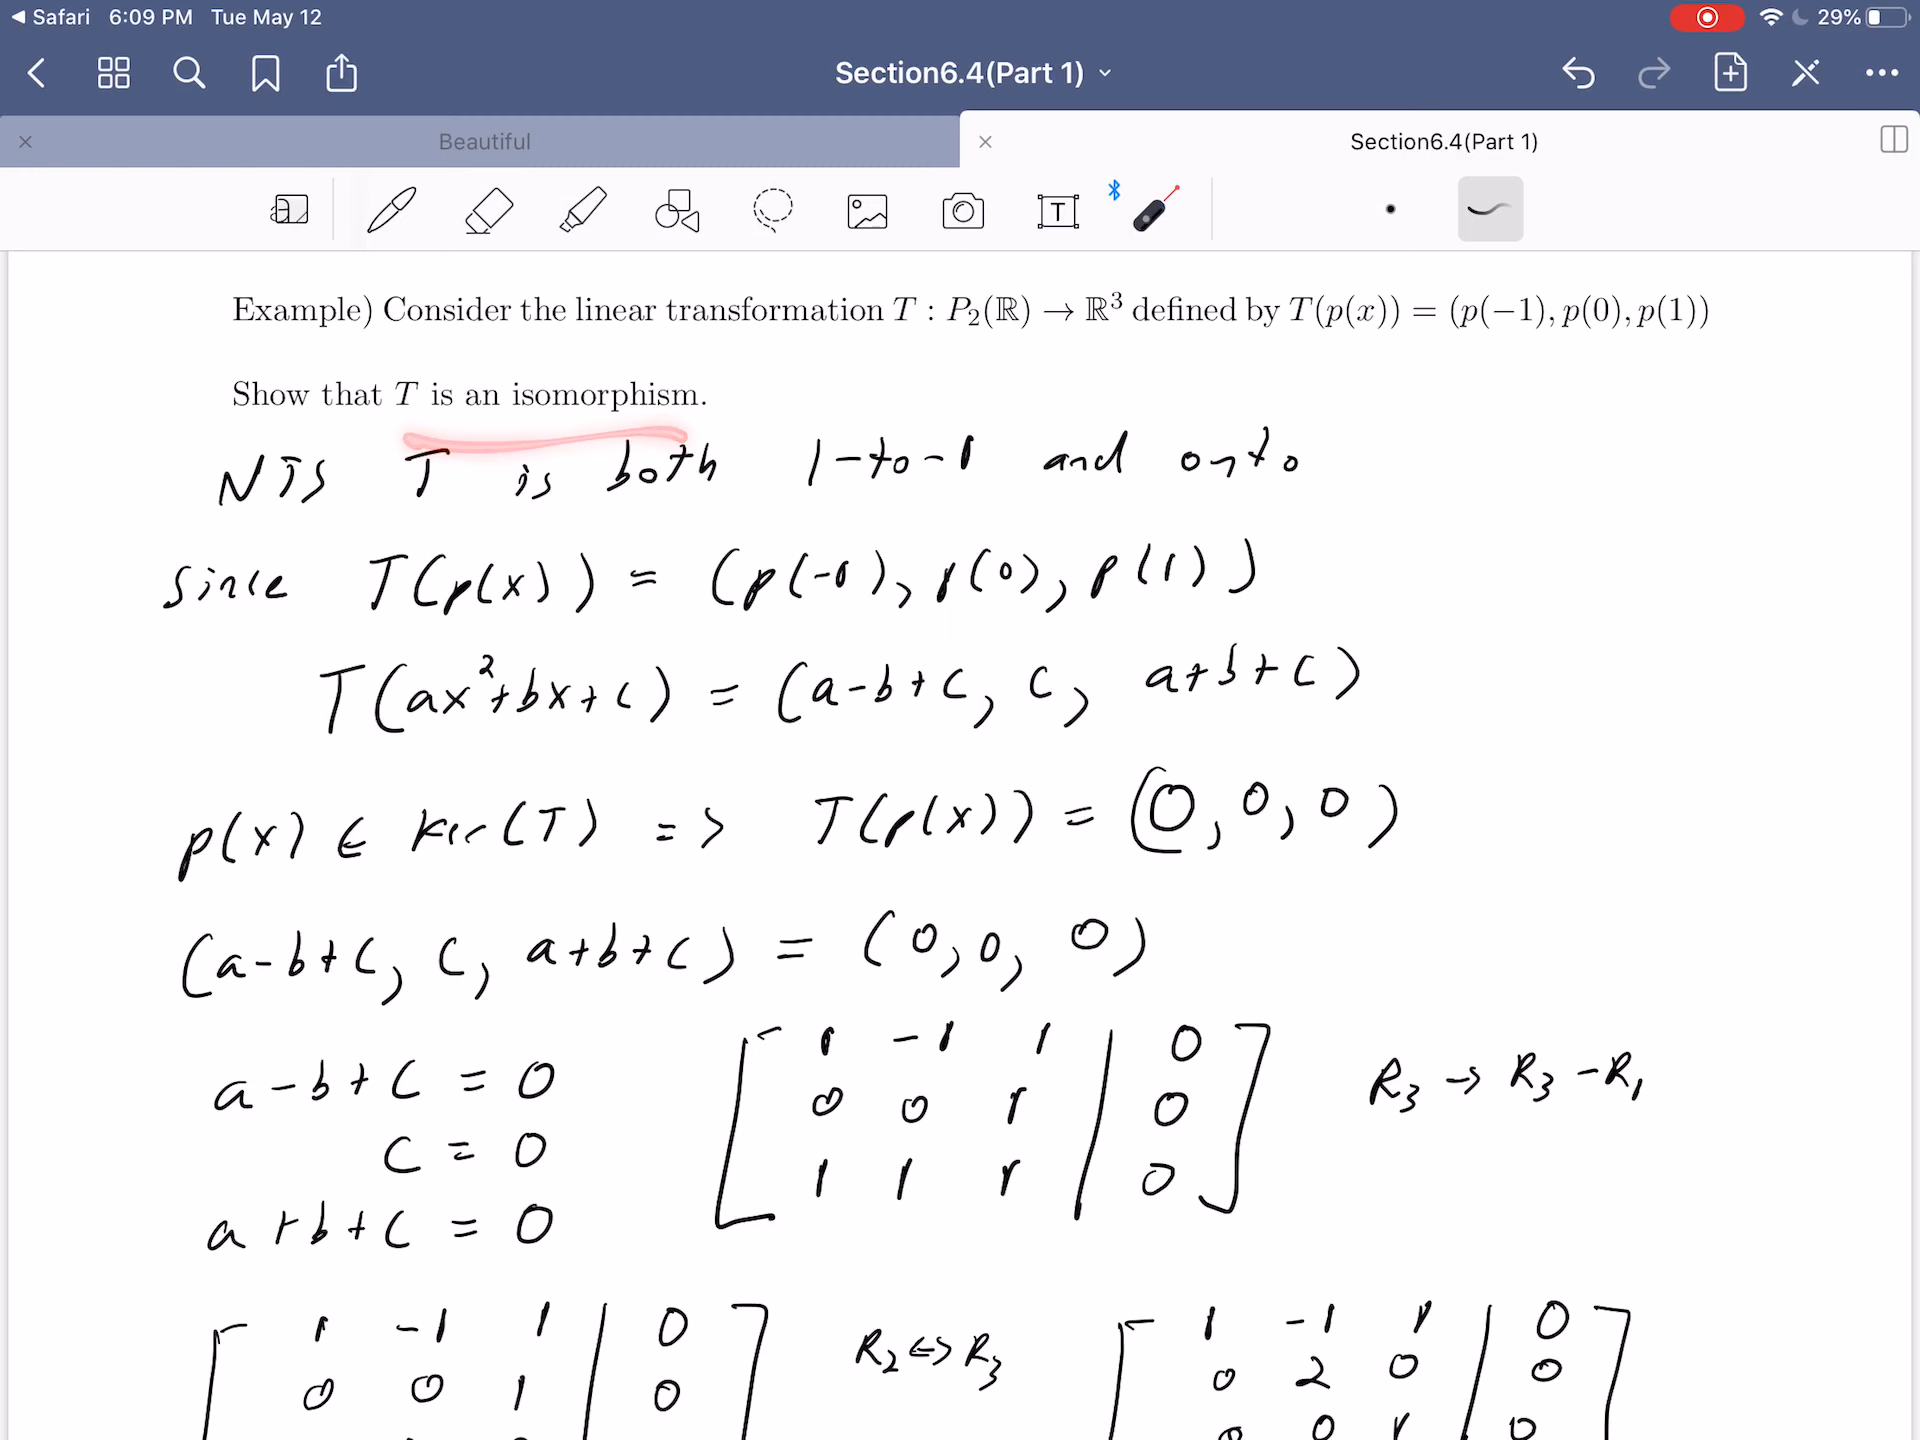 Safari 6:09 PM Tue May 12 29%
Section6.4(Part 1)
Beautiful Section6.4(Part 1)
Example) Consider the linear transformation T : P₂(ℝ) → ℝ³ defined by T(p(x)) = (p(−1), p(0), p(1))
Show that T is an isomorphism.
NTS T is both 1-to-1 and onto
Since T(p(x)) = (p(-1), p(0), p(1))
T(ax²+bx+c) = (a-b+c, c, a+b+c)
p(x) ∈ ker(T) => T(p(x)) = (0, 0, 0)
(a-b+c, c, a+b+c) = (0, 0, 0)
a-b+c = 0
c = 0
a+b+c = 0
[ 1 -1 1 | 0 ]
0 0 1 | 0
1 1 1 | 0
R₃ → R₃ - R₁
1 -1 1 | 0
0 0 1 | 0
R₂ ↔ R₃
1 -1 1 | 0
0 2 0 | 0
0 0 1 | 0